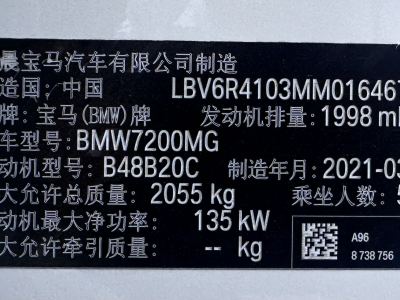 晨宝马汽车有限公司制造
造国: 中国 LBV6R4103MM016467
牌: 宝马(BMW)牌 发动机排量: 1998 ml
车型号: BMW7200MG
动机型号: B48B20C 制造年月: 2021-03
大允许总质量: 2055 kg 乘坐人数: 5
动机最大净功率: 135 kW
大允许牵引质量: -- kg
A96
8 738 756